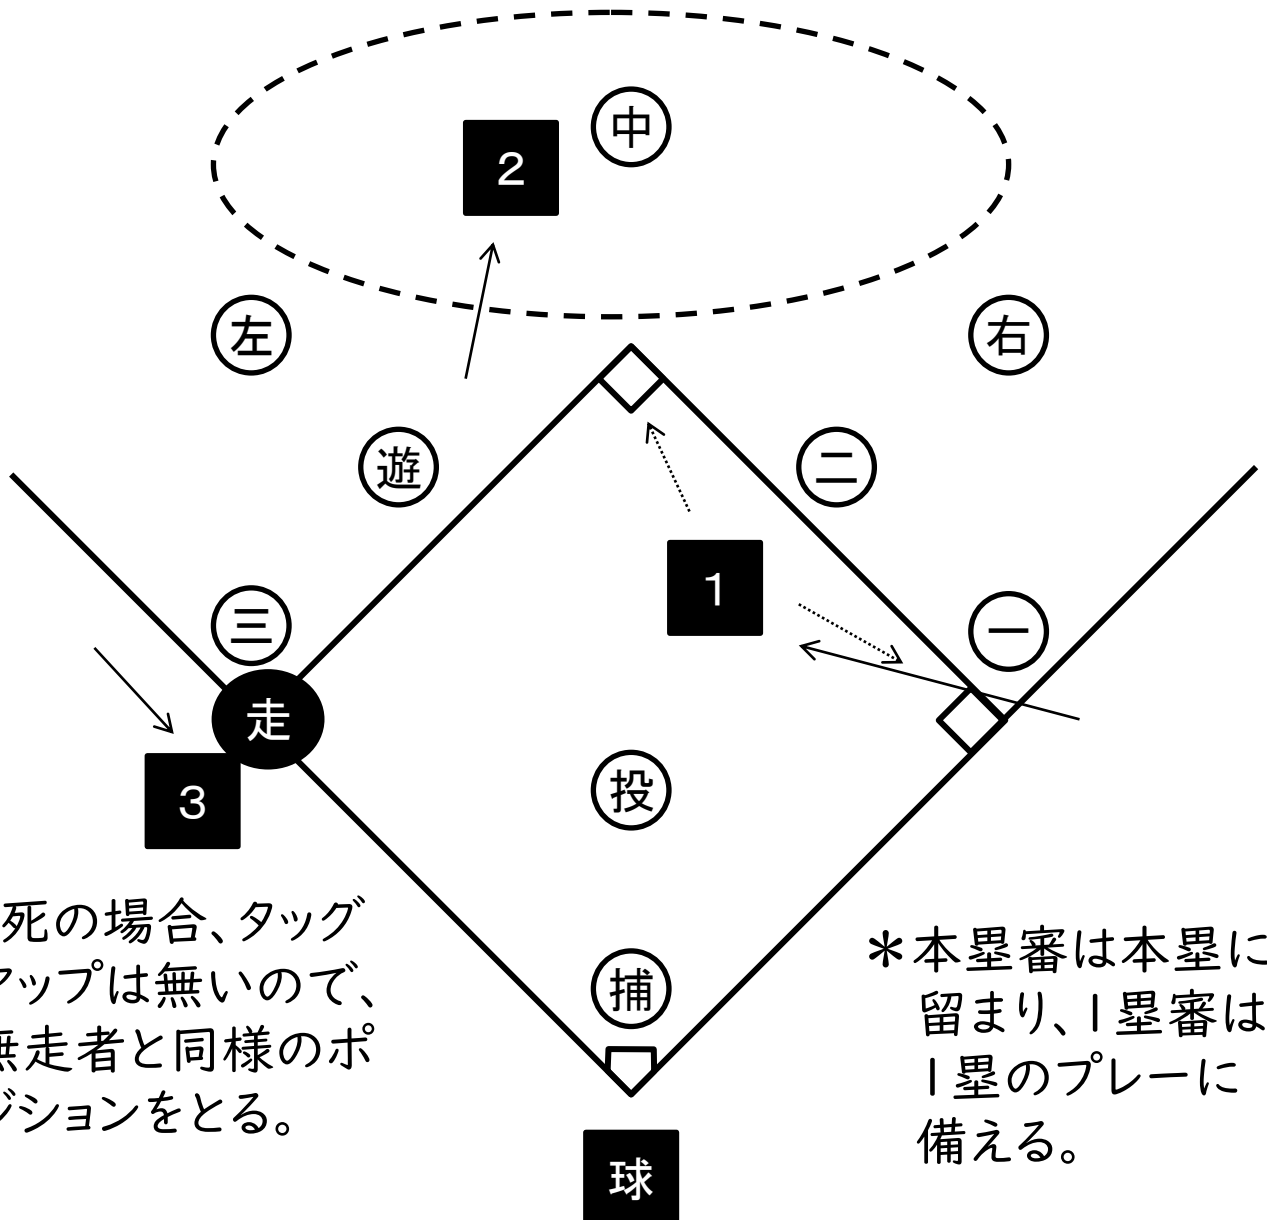 中
2
左
右
遊
二
1
三
一
走
3
投
死の場合、タッグ
アップは無いので、
無走者と同様のポ
ジションをとる。
捕
＊本塁審は本塁に
留まり、1塁審は
1塁のプレーに
備える。
球